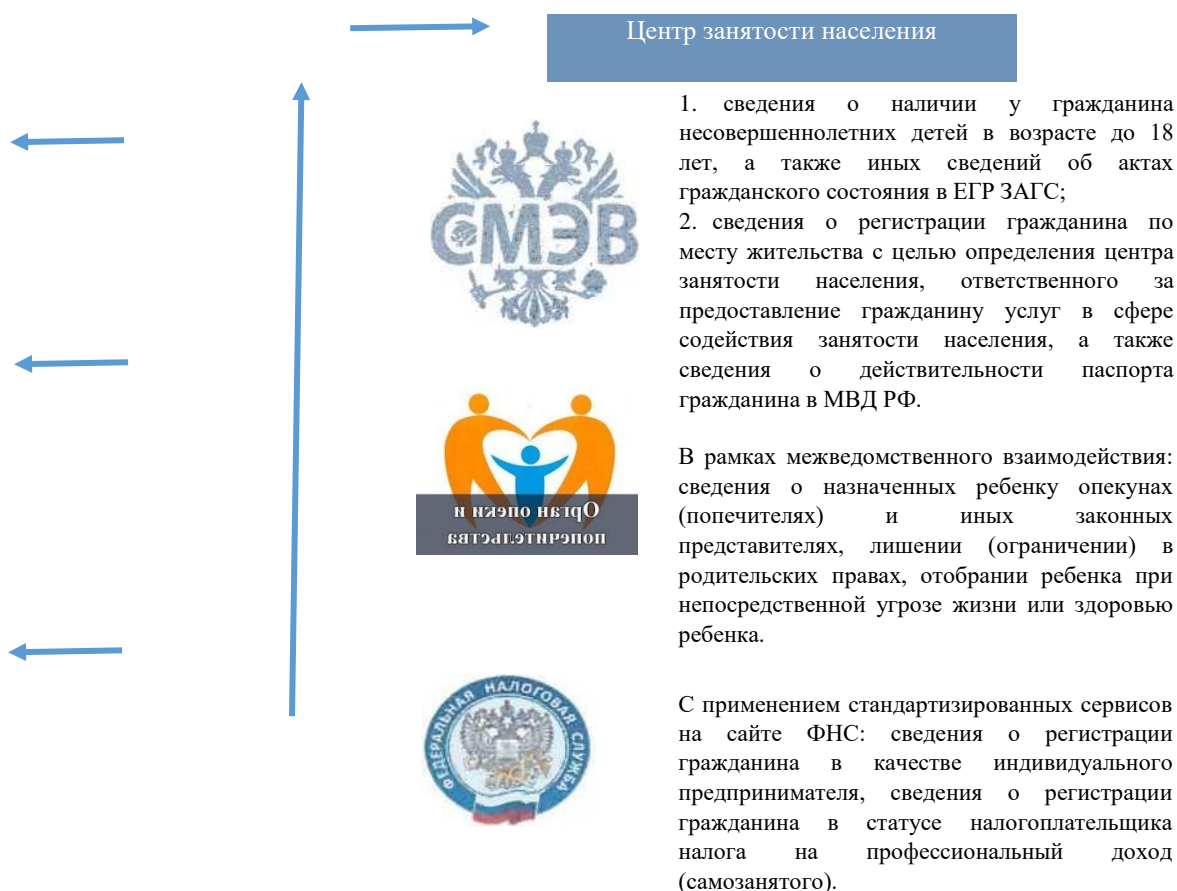 Центр занятости населения
1. сведения о наличии у гражданина
несовершеннолетних детей в возрасте до 18
лет, а также иных сведений об актах
гражданского состояния в ЕГР ЗАГС;
2. сведения о регистрации гражданина по
месту жительства с целью определения центра
занятости населения, ответственного за
предоставление гражданину услуг в сфере
содействия занятости населения, а также
сведения о действительности паспорта
гражданина в МВД РФ.
СМЭВ
В рамках межведомственного взаимодействия:
сведения о назначенных ребенку опекунах
(попечителях) и иных законных
представителях, лишении (ограничении) в
родительских правах, отобрании ребенка при
непосредственной угрозе жизни или здоровью
ребенка.
Орган опеки и
попечительства
С применением стандартизированных сервисов
на сайте ФНС: сведения о регистрации
гражданина в качестве индивидуального
предпринимателя, сведения о регистрации
гражданина в статусе налогоплательщика
налога на профессиональный доход
(самозанятого).
ФЕДЕРАЛЬНАЯ НАЛОГОВАЯ СЛУЖБА